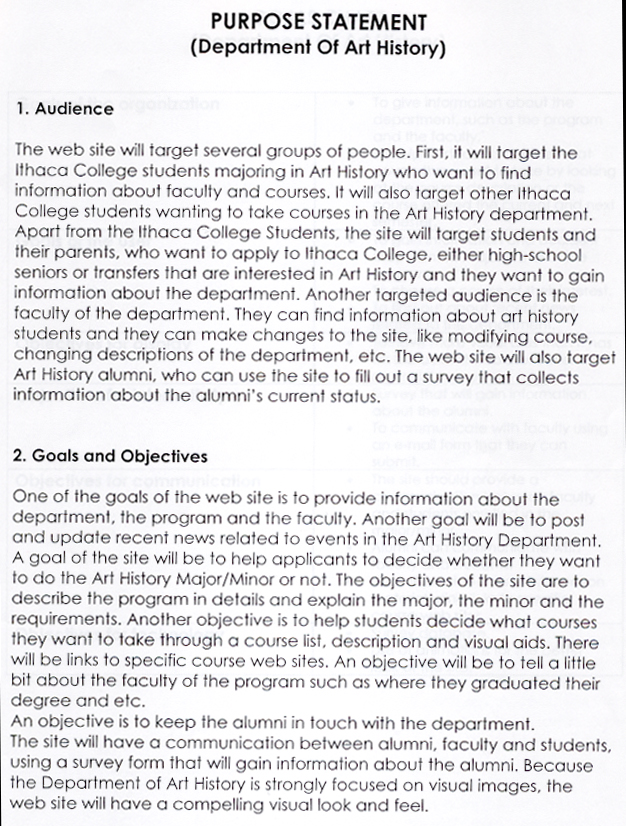 PURPOSE STATEMENT
(Department Of Art History)
1. Audience
The web site will target several groups of people. First, it will target the
Ithaca College students majoring in Art History who want to find
information about faculty and courses. It will also target other Ithaca
College students wanting to take courses in the Art History department.
Apart from the Ithaca College Students, the site will target students and
their parents, who want to apply to Ithaca College, either high-school
seniors or transfers that are interested in Art History and they want to gain
information about the department. Another targeted audience is the
faculty of the department. They can find information about art history
students and they can make changes to the site, like modifying course,
changing descriptions of the department, etc. The web site will also target
Art History alumni, who can use the site to fill out a survey that collects
information about the alumni's current status.
2. Goals and Objectives
One of the goals of the web site is to provide information about the
department, the program and the faculty. Another goal will be to post
and update recent news related to events in the Art History Department.
A goal of the site will be to help applicants to decide whether they want
to do the Art History Major/Minor or not. The objectives of the site are to
describe the program in details and explain the major, the minor and the
requirements. Another objective is to help students decide what courses
they want to take through a course list, description and visual aids. There
will be links to specific course web sites. An objective will be to tell a little
bit about the faculty of the program such as where they graduated their
degree and etc.
An objective is to keep the alumni in touch with the department.
The site will have a communication between alumni, faculty and students,
using a survey form that will gain information about the alumni. Because
the Department of Art History is strongly focused on visual images, the
web site will have a compelling visual look and feel.